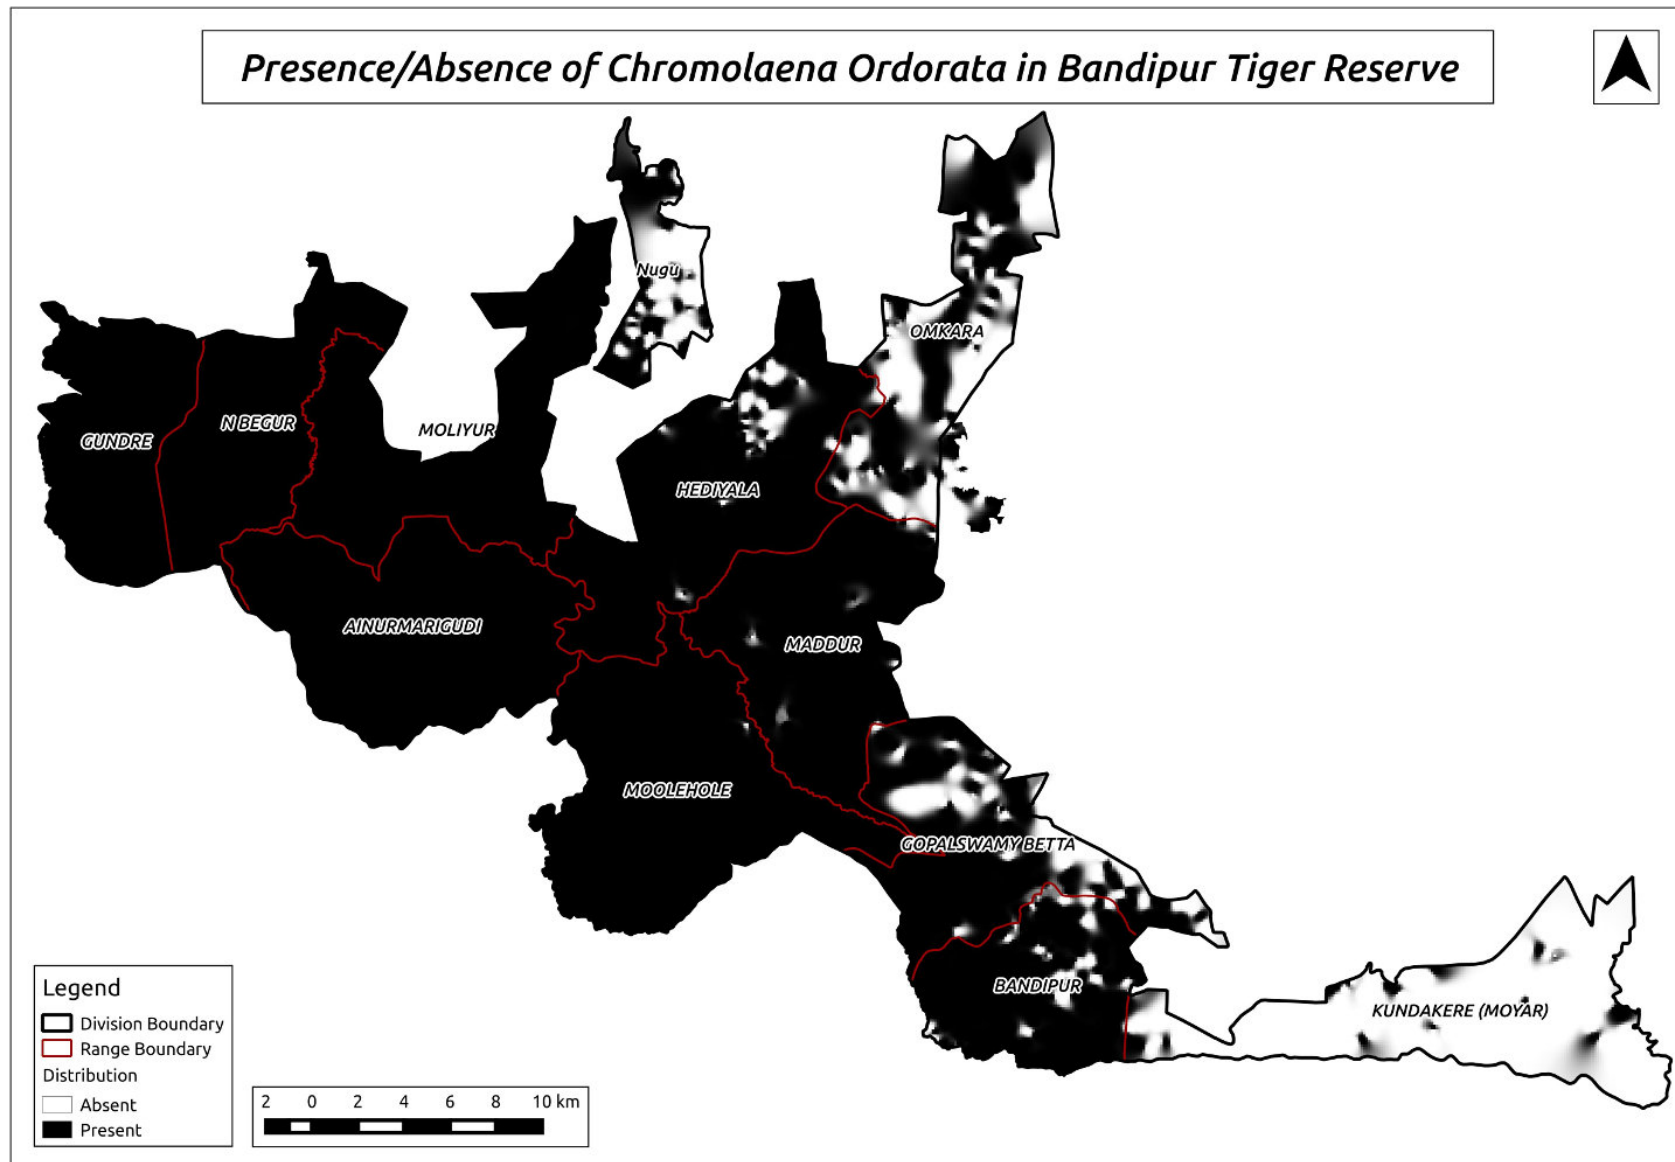 Presence/Absence of Chromolaena Ordorata in Bandipur Tiger Reserve
Nugu
OMKARA
N BEGUR
MOLIYUR
GUNDRE
HEDIYALA
AINURMARIGUDI
MADDUR
MOOLEHOLE
GOPALSWAMY BETTA
BANDIPUR
KUNDAKERE (MOYAR)
Legend
Division Boundary
Range Boundary
Distribution
Absent
Present
2 0 2 4 6 8 10 km